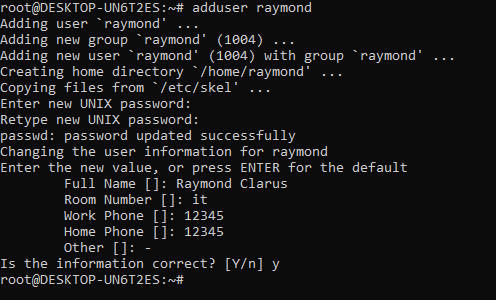 root@DESKTOP-UN6T2ES:~# adduser raymond
Adding user `raymond' ...
Adding new group `raymond' (1004) ...
Adding new user `raymond' (1004) with group `raymond' ...
Creating home directory `/home/raymond' ...
Copying files from `/etc/skel' ...
Enter new UNIX password:
Retype new UNIX password:
passwd: password updated successfully
Changing the user information for raymond
Enter the new value, or press ENTER for the default
        Full Name []: Raymond Clarus
        Room Number []: it
        Work Phone []: 12345
        Home Phone []: 12345
        Other []: -
Is the information correct? [Y/n] y
root@DESKTOP-UN6T2ES:~#